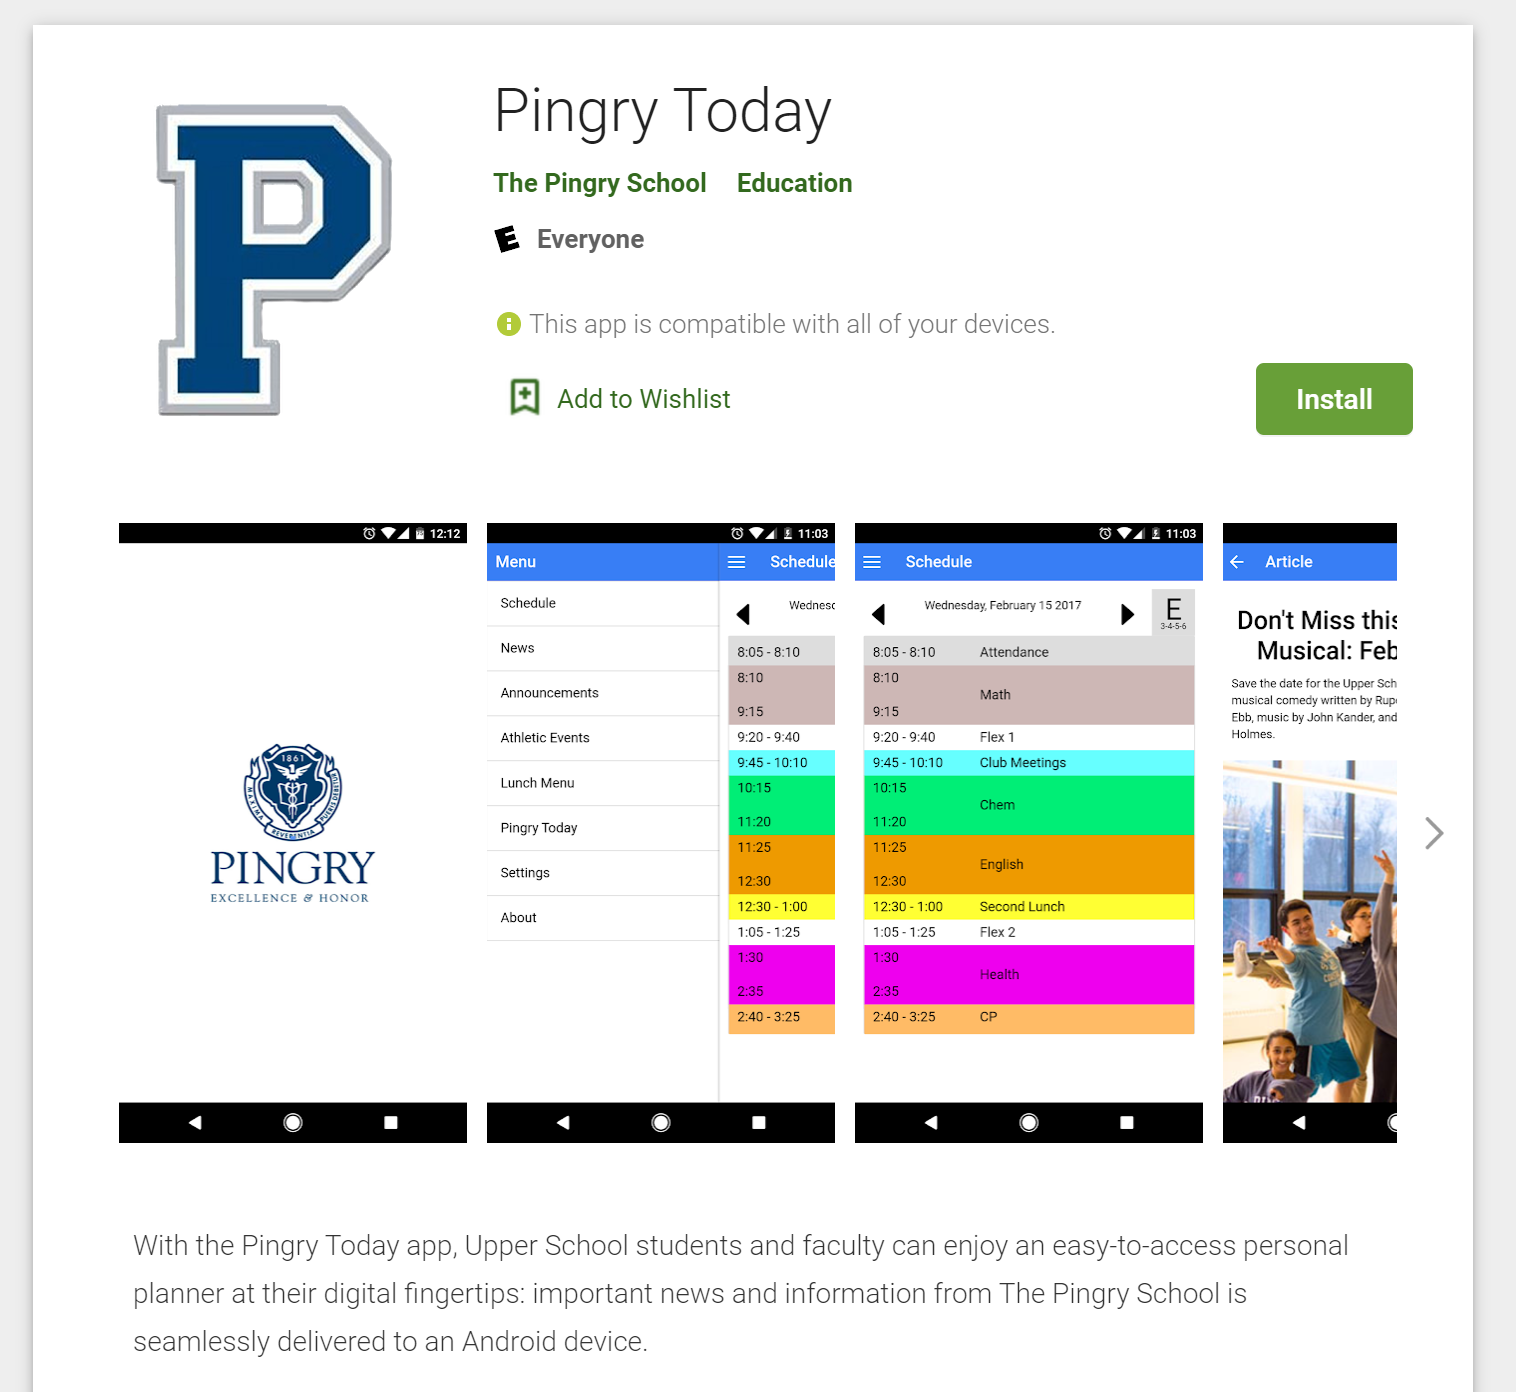 P
Pingry Today
The Pingry School Education
E Everyone
This app is compatible with all of your devices.
Add to Wishlist
Install
12:12
1861
MAXIMA REVERENTIA PUERIS DEBETUR
PINGRY
EXCELLENCE & HONOR
11:03
Menu
Schedule
Schedule
News
Announcements
Athletic Events
Lunch Menu
Pingry Today
Settings
About
Wednesc
8:05 - 8:10
8:10
9:15
9:20 - 9:40
9:45 - 10:10
10:15
11:20
11:25
12:30
12:30 - 1:00
1:05 - 1:25
1:30
2:35
2:40 - 3:25
11:03
Schedule
Wednesday, February 15 2017
E
3-4-5-6
8:05 - 8:10 Attendance
8:10
Math
9:15
9:20 - 9:40 Flex 1
9:45 - 10:10 Club Meetings
10:15
Chem
11:20
11:25
English
12:30
12:30 - 1:00 Second Lunch
1:05 - 1:25 Flex 2
1:30
Health
2:35
2:40 - 3:25 CP
Article
Don't Miss this
Musical: Feb
Save the date for the Upper Sch
musical comedy written by Rupe
Ebb, music by John Kander, and
Holmes.
With the Pingry Today app, Upper School students and faculty can enjoy an easy-to-access personal
planner at their digital fingertips: important news and information from The Pingry School is
seamlessly delivered to an Android device.